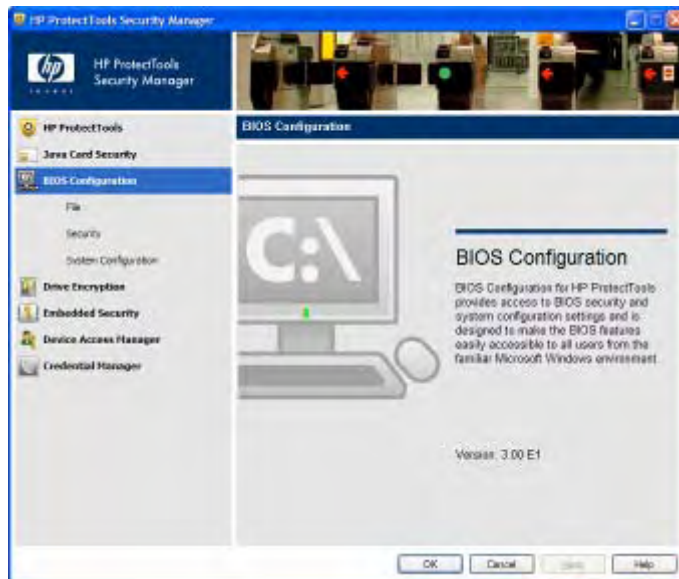 HP ProtectTools Security Manager
hp
invent
HP ProtectTools
Security Manager
HP ProtectTools
Java Card Security
BIOS Configuration
File
Security
System Configuration
Drive Encryption
Embedded Security
Device Access Manager
Credential Manager
BIOS Configuration
C:\
BIOS Configuration
BIOS Configuration for HP ProtectTools
provides access to BIOS security and
system configuration settings and is
designed to make the BIOS features
easily accessible to all users from the
familiar Microsoft Windows environment.
Version: 3.00 E1
OK
Cancel
Help